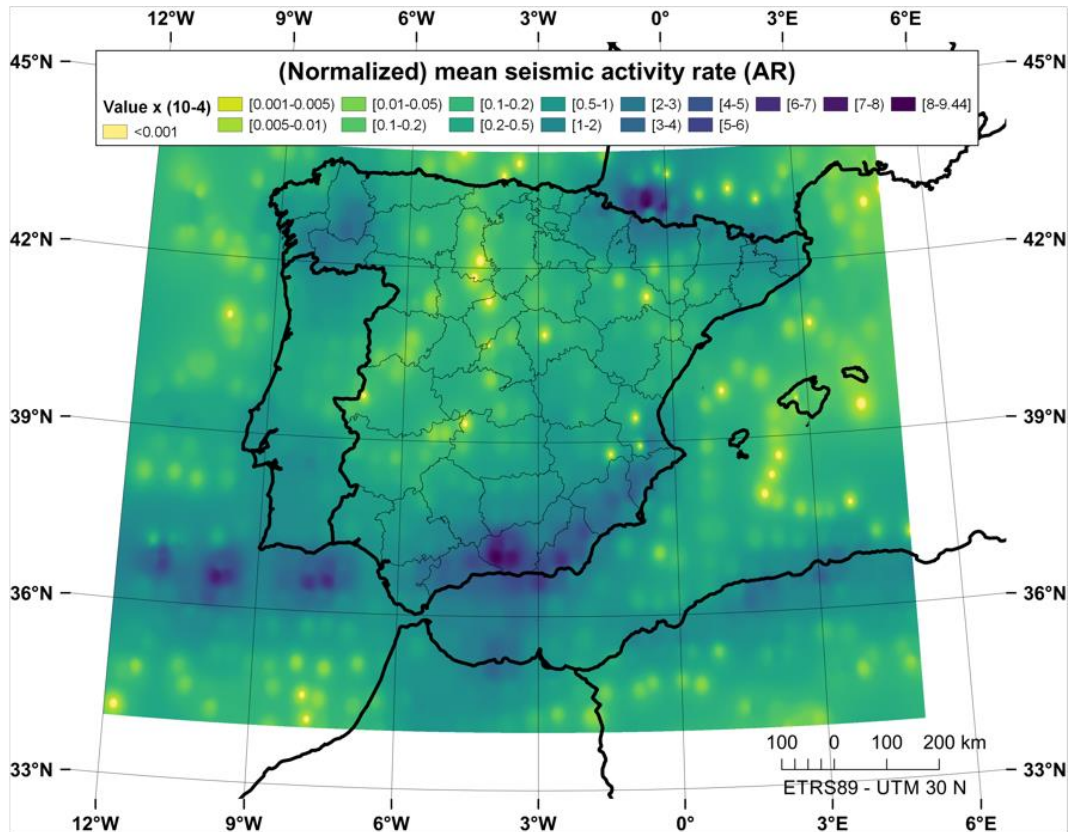 12°W 9°W 6°W 3°W 0° 3°E 6°E
45°N 45°N
(Normalized) mean seismic activity rate (AR)
Value x (10-4) [0.001-0.005) [0.01-0.05) [0.1-0.2) [0.5-1) [2-3) [4-5) [6-7) [7-8) [8-9.44]
<0.001 [0.005-0.01) [0.1-0.2) [0.2-0.5) [1-2) [3-4) [5-6)
42°N 42°N
39°N 39°N
36°N 36°N
100 0 100 200 km
33°N 33°N
ETRS89 - UTM 30 N
12°W 9°W 6°W 3°W 0° 3°E 6°E